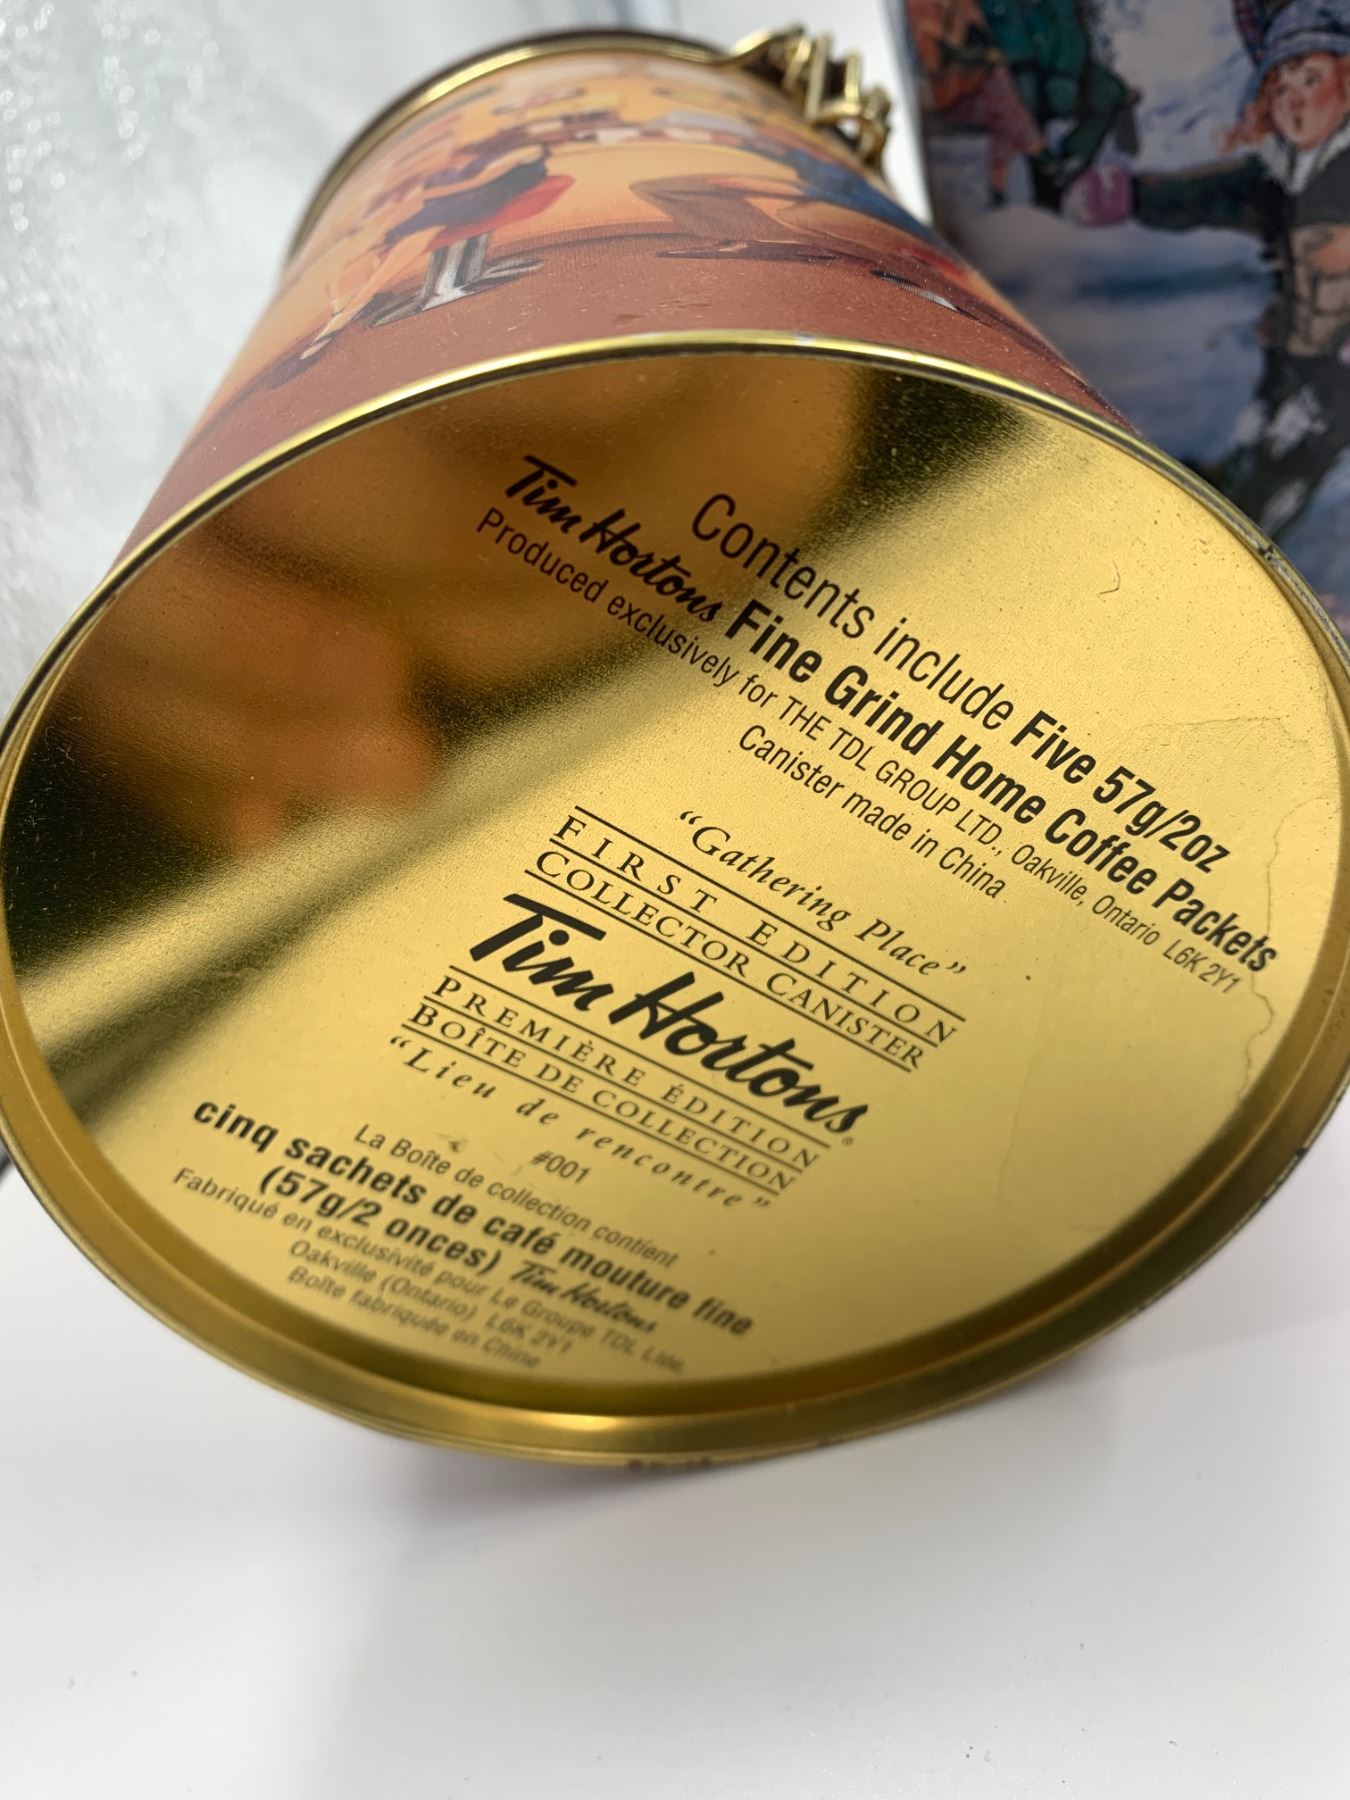 Contents include Five 57g/2oz
Tim Hortons Fine Grind Home Coffee Packets
Produced exclusively for THE TDL GROUP LTD., Oakville, Ontario L6K 2Y1
Canister made in China
"Gathering Place"
FIRST EDITION
COLLECTOR CANISTER
Tim Hortons®
PREMIÈRE ÉDITION
BOÎTE DE COLLECTION
"Lieu de rencontre"
#001
La Boîte de collection contient
cinq sachets de café mouture fine
(57g/2 onces) Tim Hortons
Fabriqué en exclusivité pour Le Groupe TDL Ltée.
Oakville (Ontario) L6K 2Y1
Boîte fabriquée en Chine